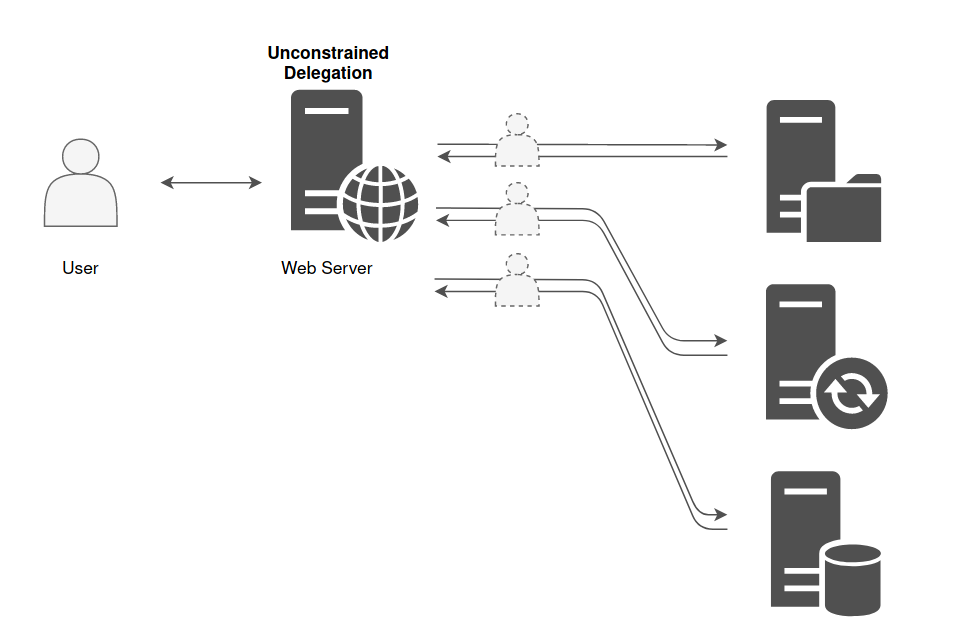 Unconstrained
Delegation
User
Web Server